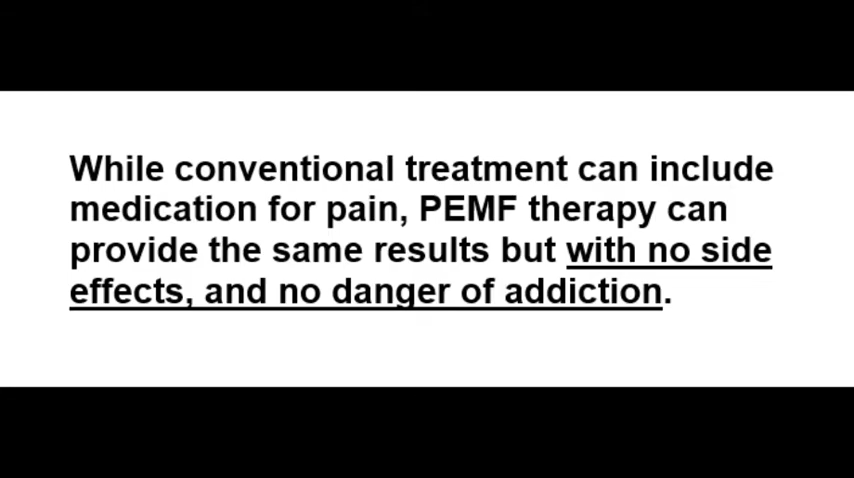 While conventional treatment can include
medication for pain, PEMF therapy can
provide the same results but with no side
effects, and no danger of addiction.